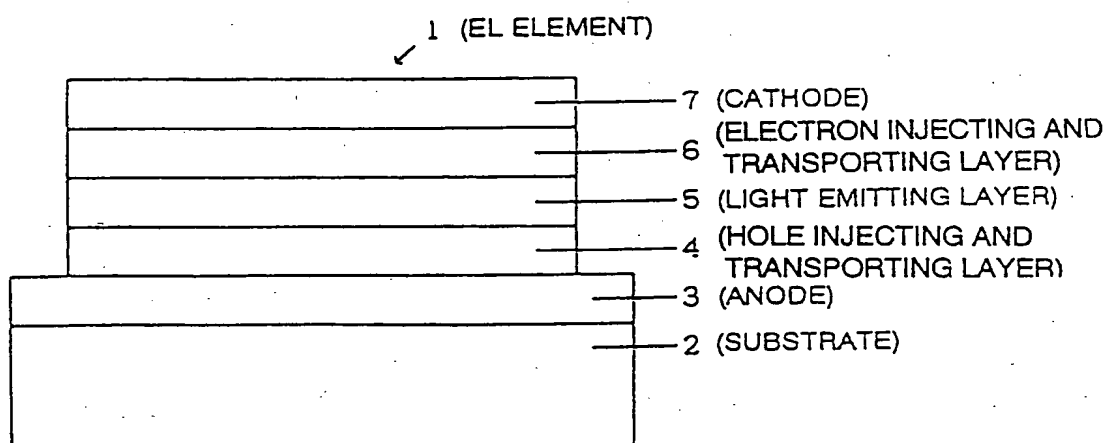 1 (EL ELEMENT)
7 (CATHODE)
6 (ELECTRON INJECTING AND
TRANSPORTING LAYER)
5 (LIGHT EMITTING LAYER)
4 (HOLE INJECTING AND
TRANSPORTING LAYER)
3 (ANODE)
2 (SUBSTRATE)